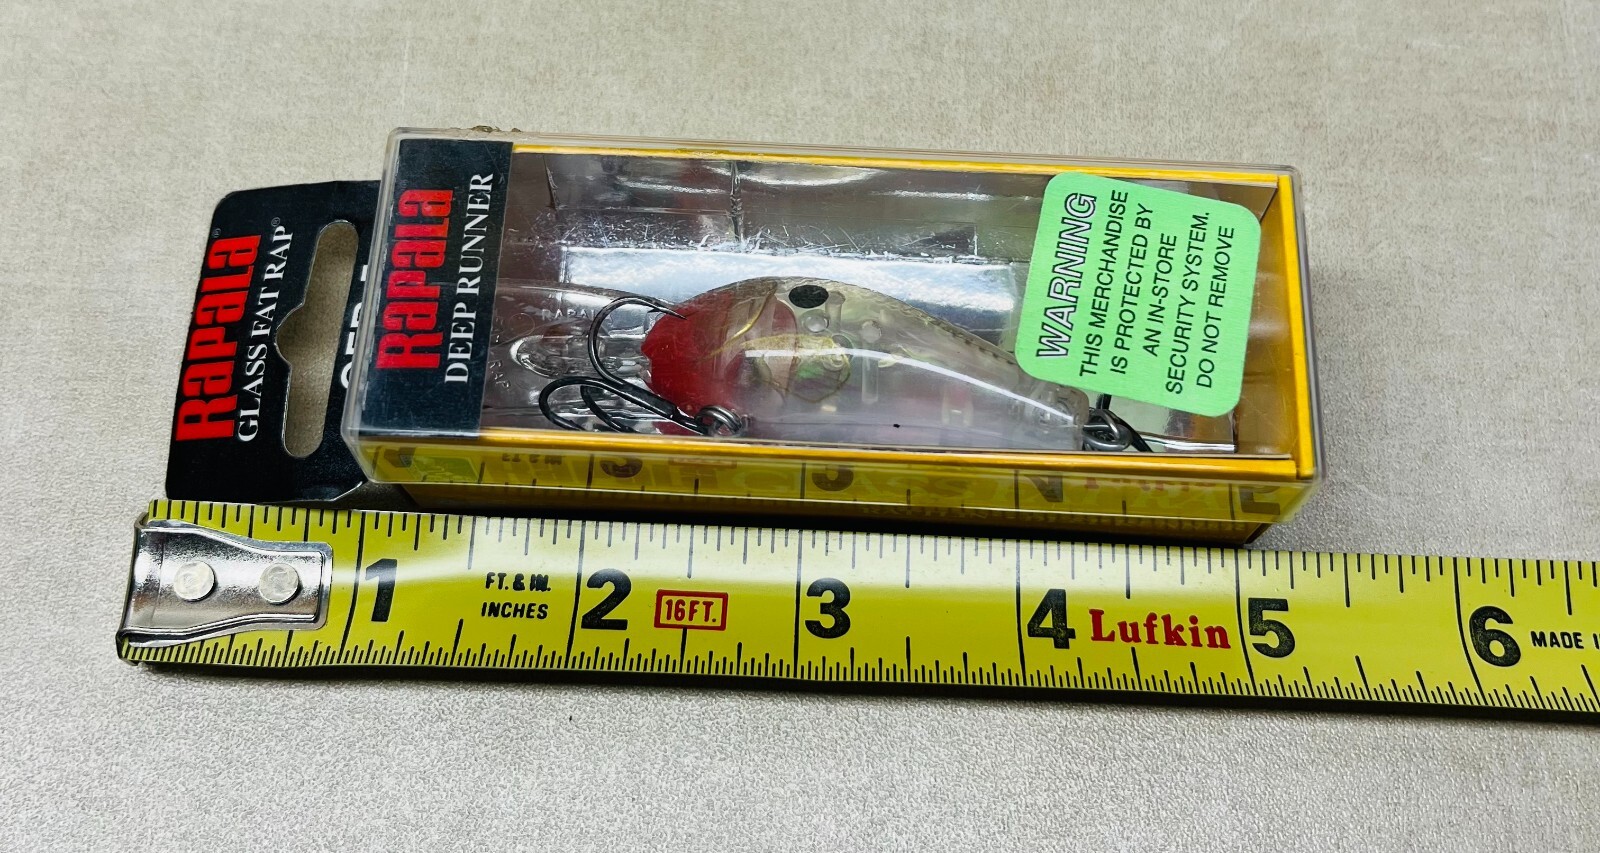 RapaLa®
GLASS FAT RAP®
RapaLa
DEEP RUNNER
WARNING
THIS MERCHANDISE
IS PROTECTED BY
AN IN-STORE
SECURITY SYSTEM.
DO NOT REMOVE
RAP
1
FT. & IN.
INCHES
2
16FT.
3
4
Lufkin
5
6
MADE